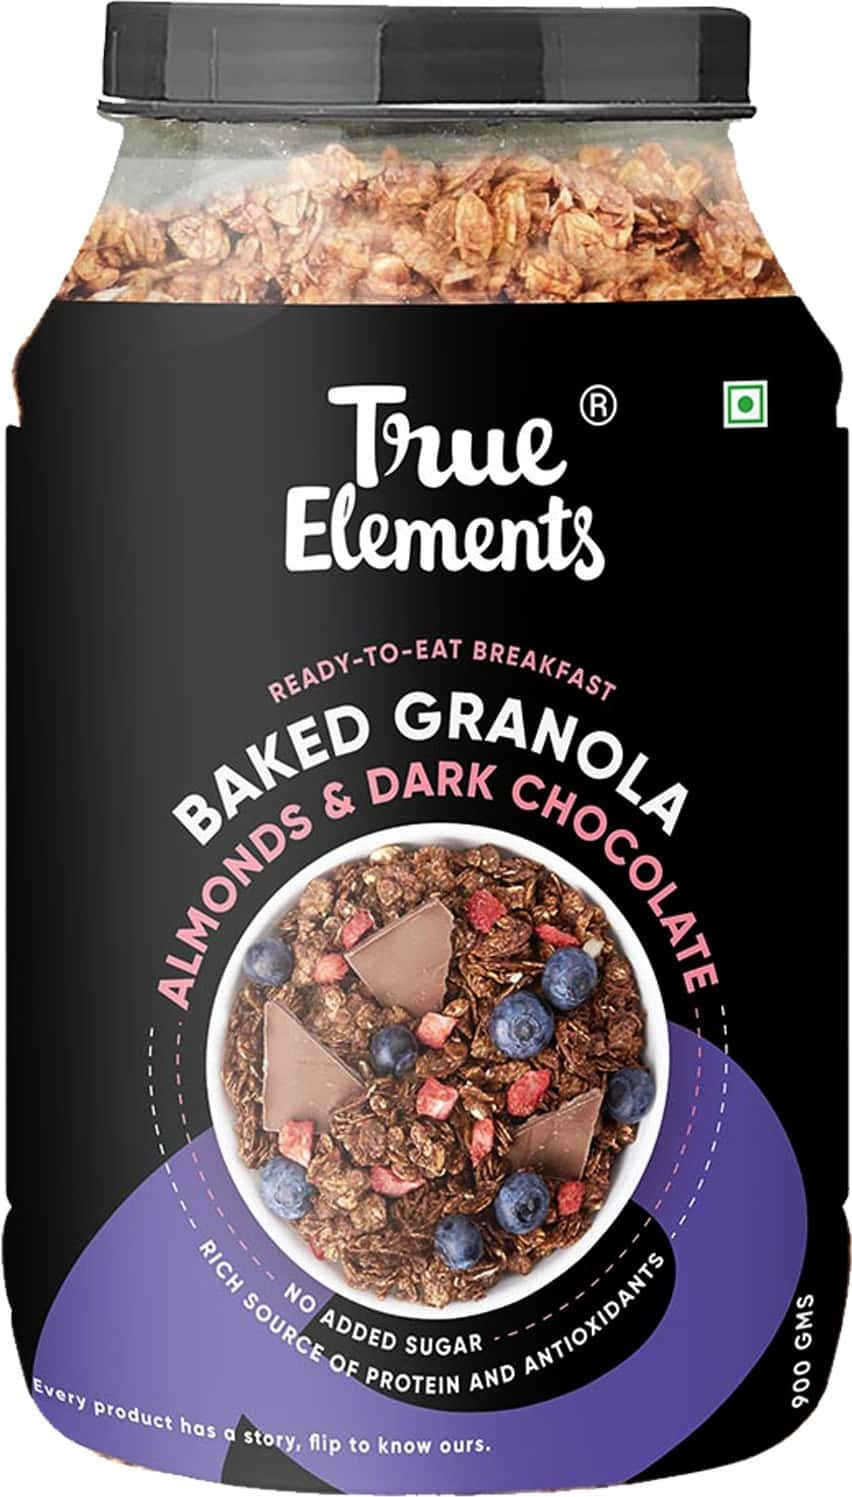 True ®
Elements
READY-TO-EAT BREAKFAST
BAKED GRANOLA
ALMONDS & DARK CHOCOLATE
NO ADDED SUGAR
RICH SOURCE OF PROTEIN AND ANTIOXIDANTS
900 GMS
Every product has a story, flip to know ours.